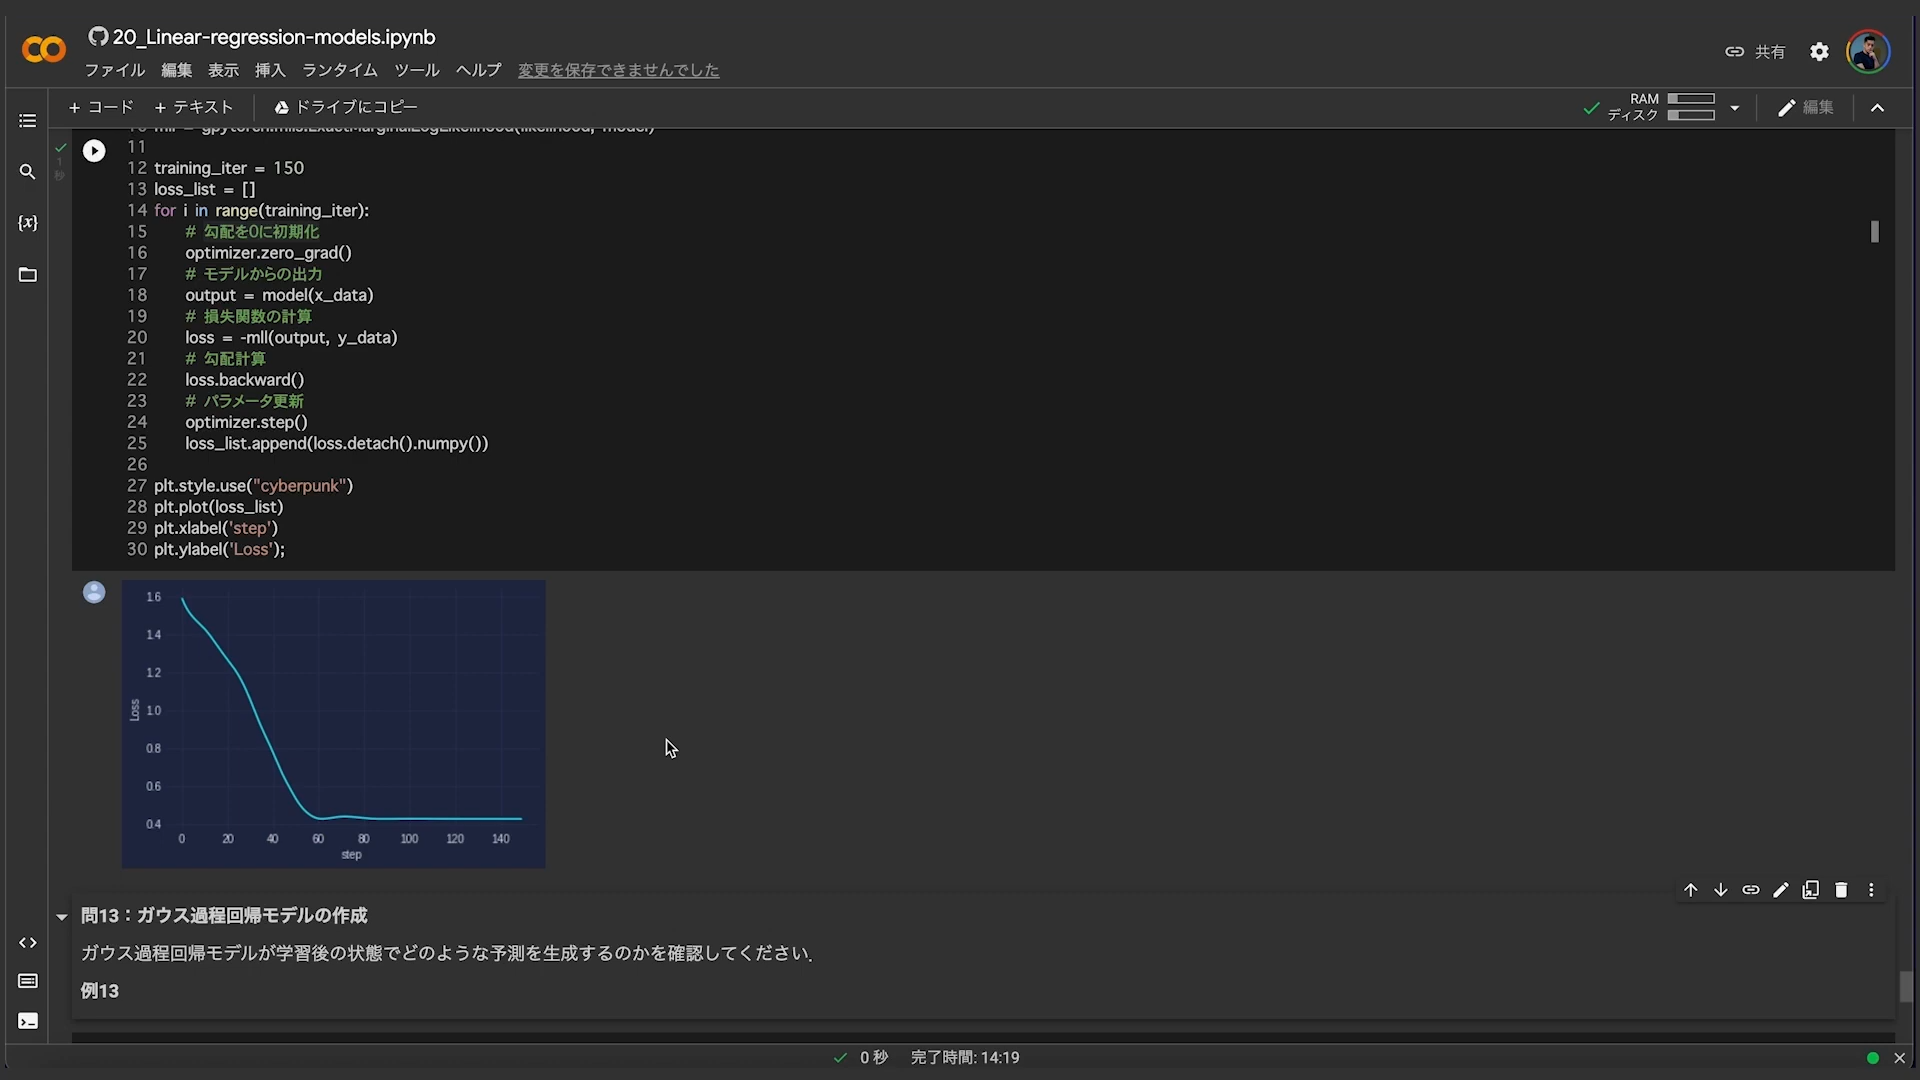 20_Linear-regression-models.ipynb
ファイル 編集 表示 挿入 ランタイム ツール ヘルプ 変更を保存できませんでした
共有
+ コード + テキスト ドライブにコピー
RAM
ディスク
編集
10 mll = gpytorch.mlls.ExactMarginalLogLikelihood(likelihood, model)
11
12 training_iter = 150
13 loss_list = []
14 for i in range(training_iter):
15 # 勾配を0に初期化
16 optimizer.zero_grad()
17 # モデルからの出力
18 output = model(x_data)
19 # 損失関数の計算
20 loss = -mll(output, y_data)
21 # 勾配計算
22 loss.backward()
23 # パラメータ更新
24 optimizer.step()
25 loss_list.append(loss.detach().numpy())
26
27 plt.style.use("cyberpunk")
28 plt.plot(loss_list)
29 plt.xlabel('step')
30 plt.ylabel('Loss');
1
秒
{x}
1.6
1.4
1.2
1.0
0.8
0.6
0.4
Loss
0 20 40 60 80 100 120 140
step
問13：ガウス過程回帰モデルの作成
ガウス過程回帰モデルが学習後の状態でどのような予測を生成するのかを確認してください.
例13
0 秒 完了時間: 14:19